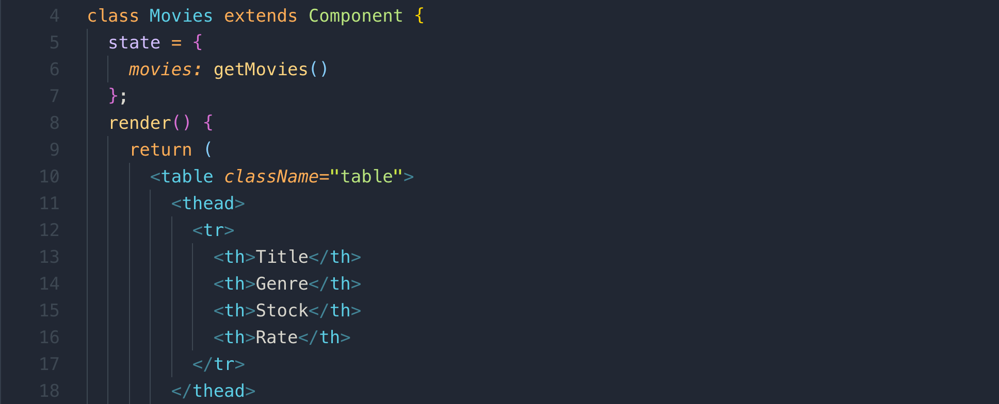 4 class Movies extends Component {
5 state = {
6 movies: getMovies()
7 };
8 render() {
9 return (
10 <table className="table">
11 <thead>
12 <tr>
13 <th>Title</th>
14 <th>Genre</th>
15 <th>Stock</th>
16 <th>Rate</th>
17 </tr>
18 </thead>